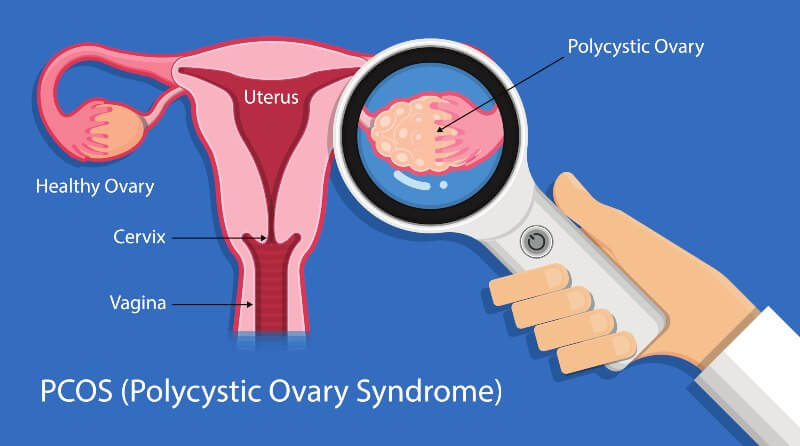 Polycystic Ovary
Uterus
Healthy Ovary
Cervix
Vagina
PCOS (Polycystic Ovary Syndrome)